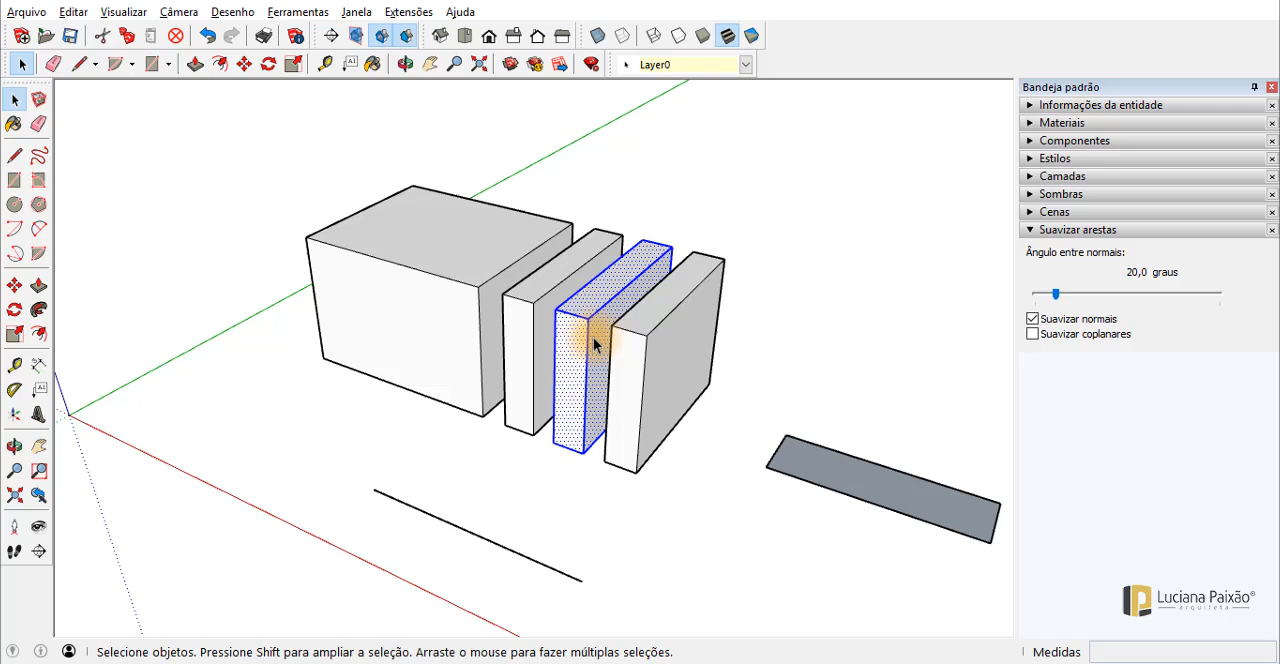 Arquivo Editar Visualizar Câmera Desenho Ferramentas Janela Extensões Ajuda
Layer0
Bandeja padrão
Informações da entidade
Materiais
Componentes
Estilos
Camadas
Sombras
Cenas
Suavizar arestas
Ângulo entre normais:
20,0 graus
Suavizar normais
Suavizar coplanares
Luciana Paixão®
arquiteta
Selecione objetos. Pressione Shift para ampliar a seleção. Arraste o mouse para fazer múltiplas seleções.
Medidas